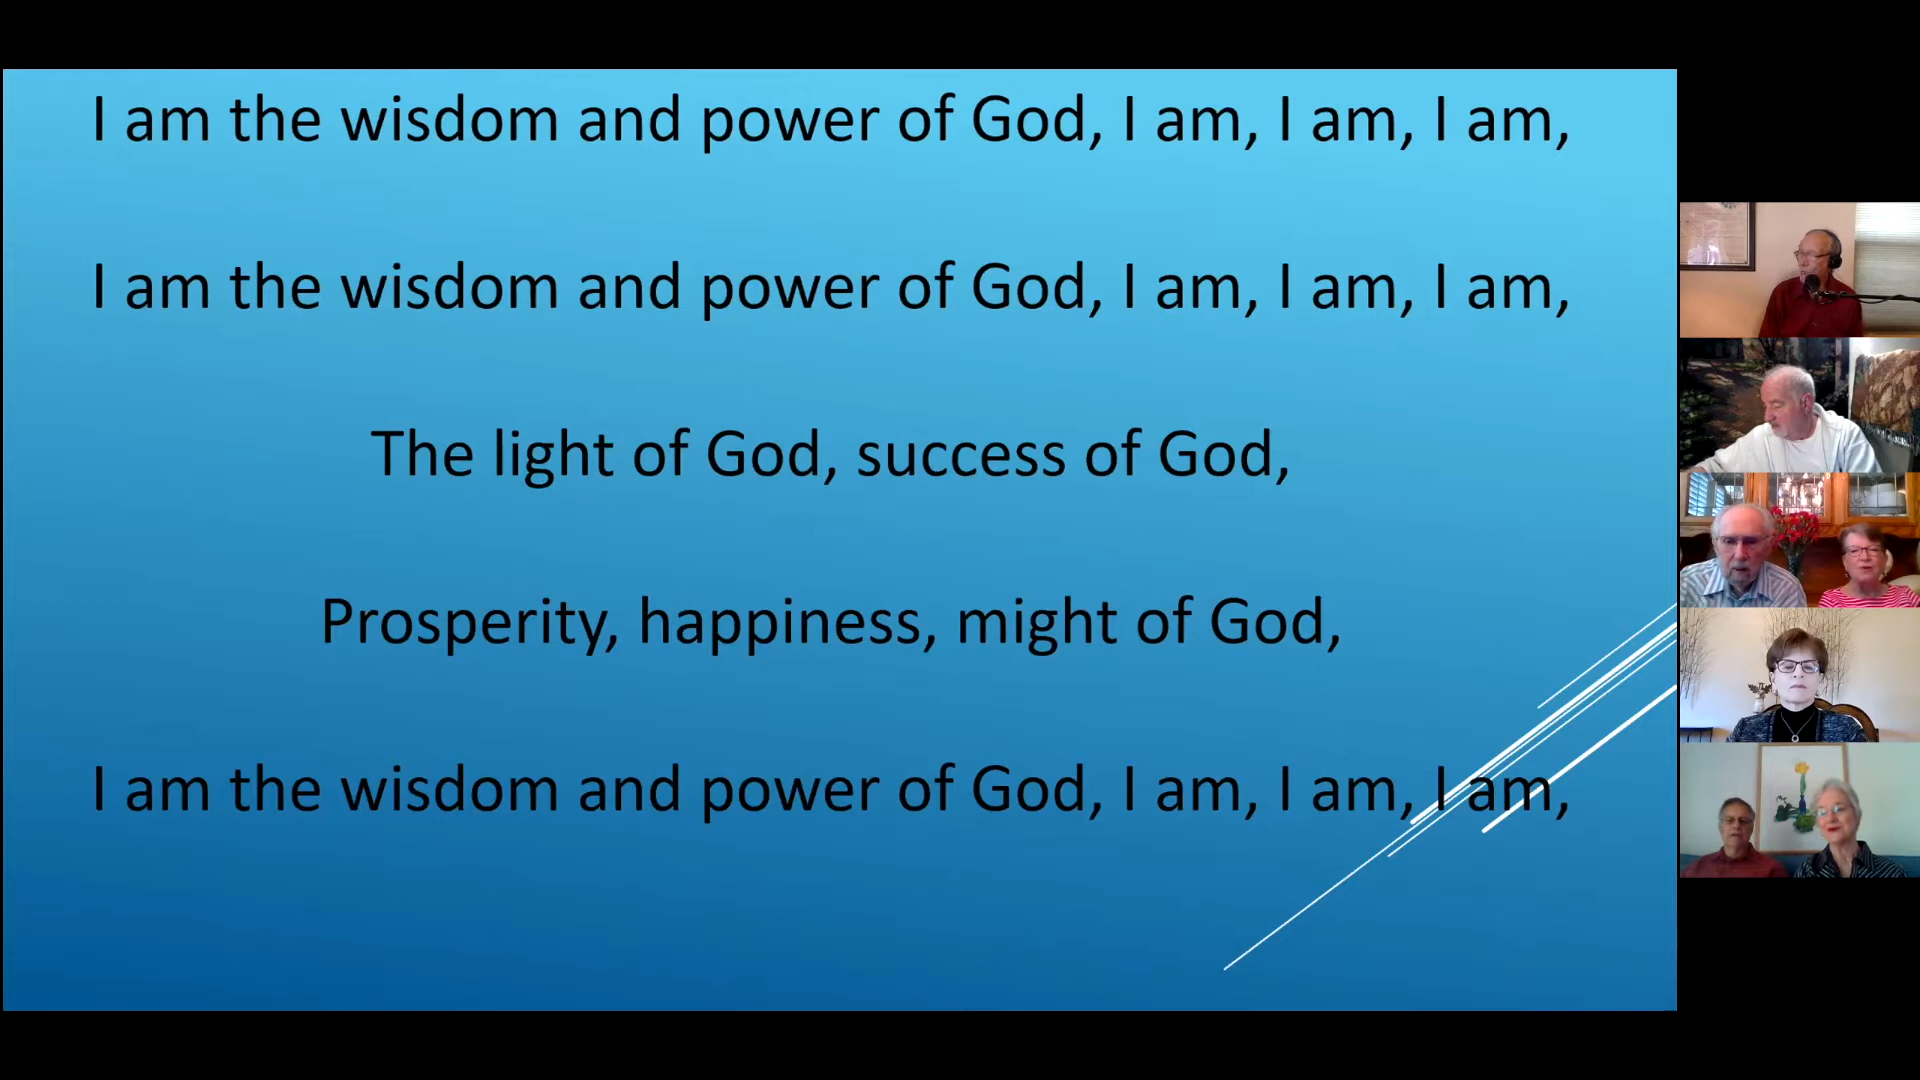 I am the wisdom and power of God, I am, I am, I am,
I am the wisdom and power of God, I am, I am, I am,
The light of God, success of God,
Prosperity, happiness, might of God,
I am the wisdom and power of God, I am, I am, I am,